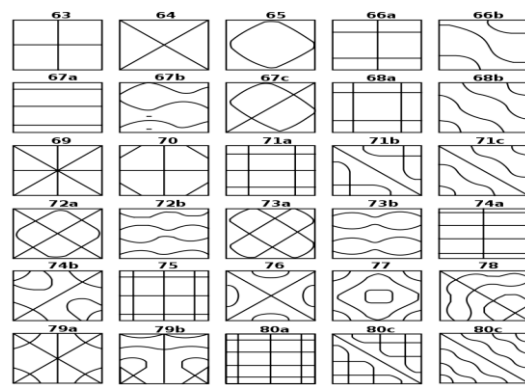 63 64 65 66a 66b
67a 67b 67c 68a 68b
69 70 71a 71b 71c
72a 72b 73a 73b 74a
74b 75 76 77 78
79a 79b 80a 80c 80c